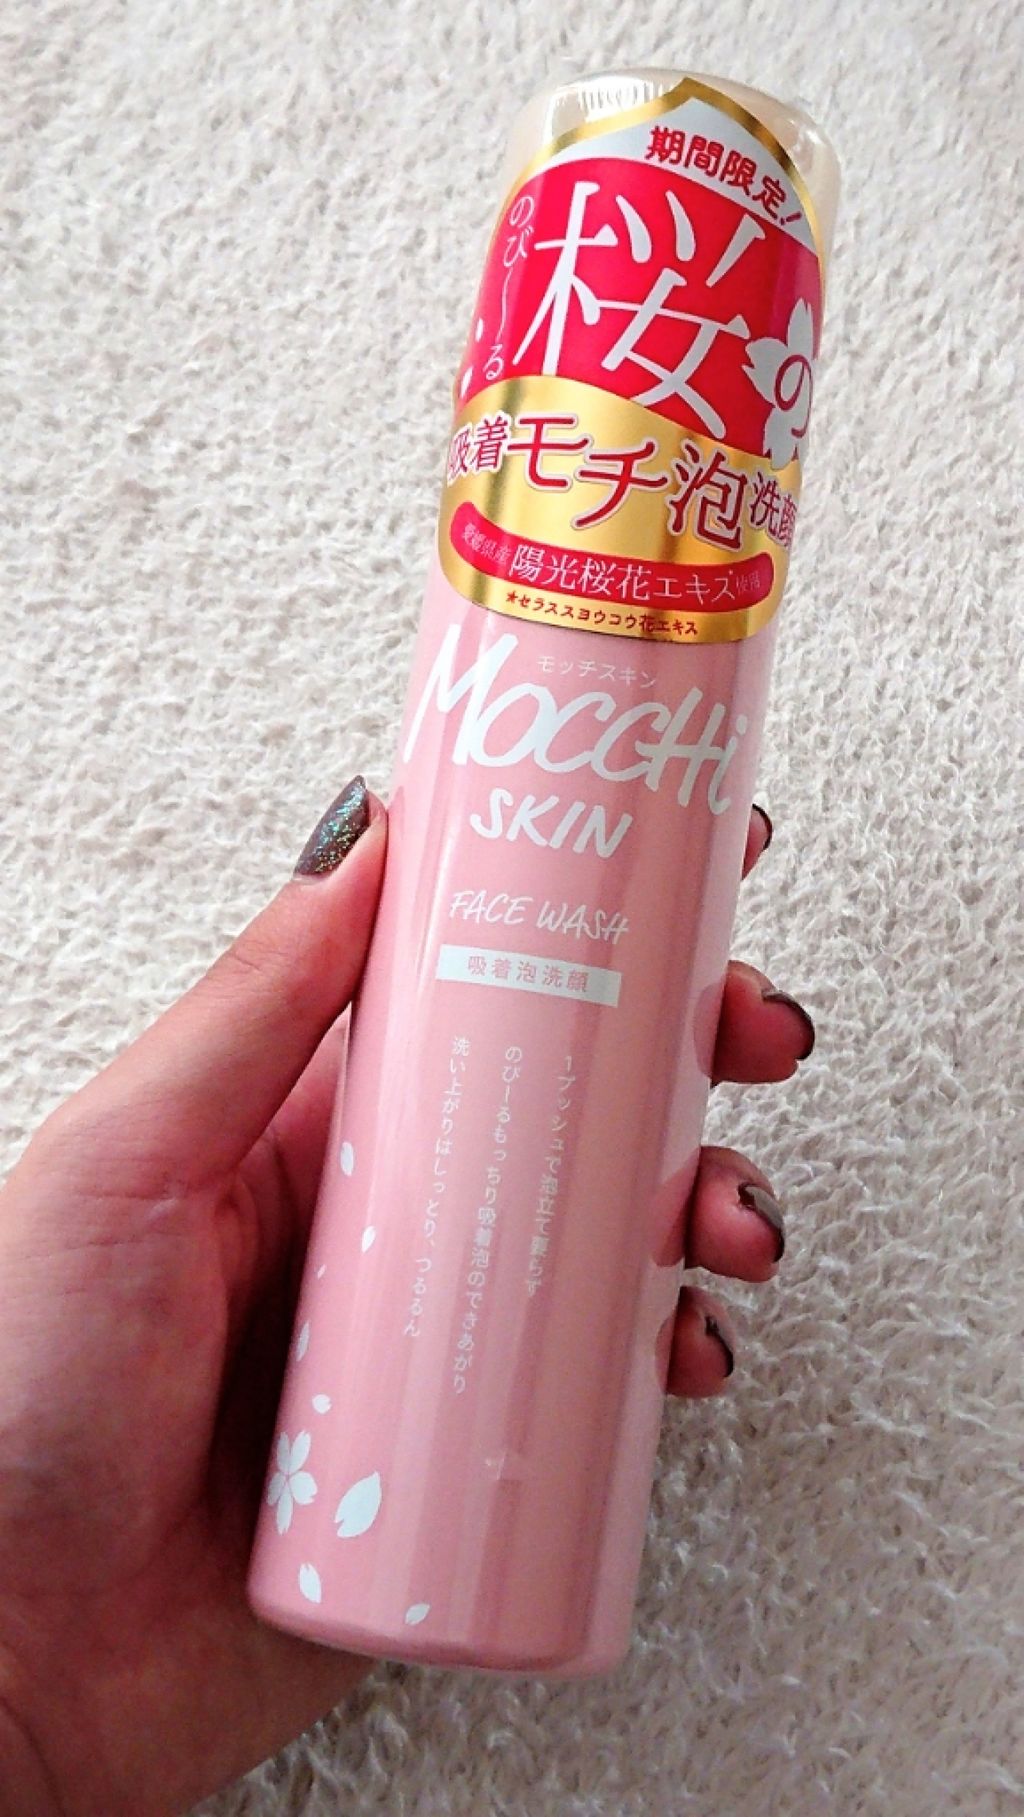 期間限定!
のび〜〜る
桜の
吸着モチ泡洗顔
愛媛県産陽光桜花エキス使用
★セラススヨウコウ花エキス
モッチスキン
MOCCHi
SKIN
FACE WASH
吸着泡洗顔
1プッシュで泡立て要らず
のび〜るもっちり吸着泡のできあがり
洗い上がりはしっとり、つるるん